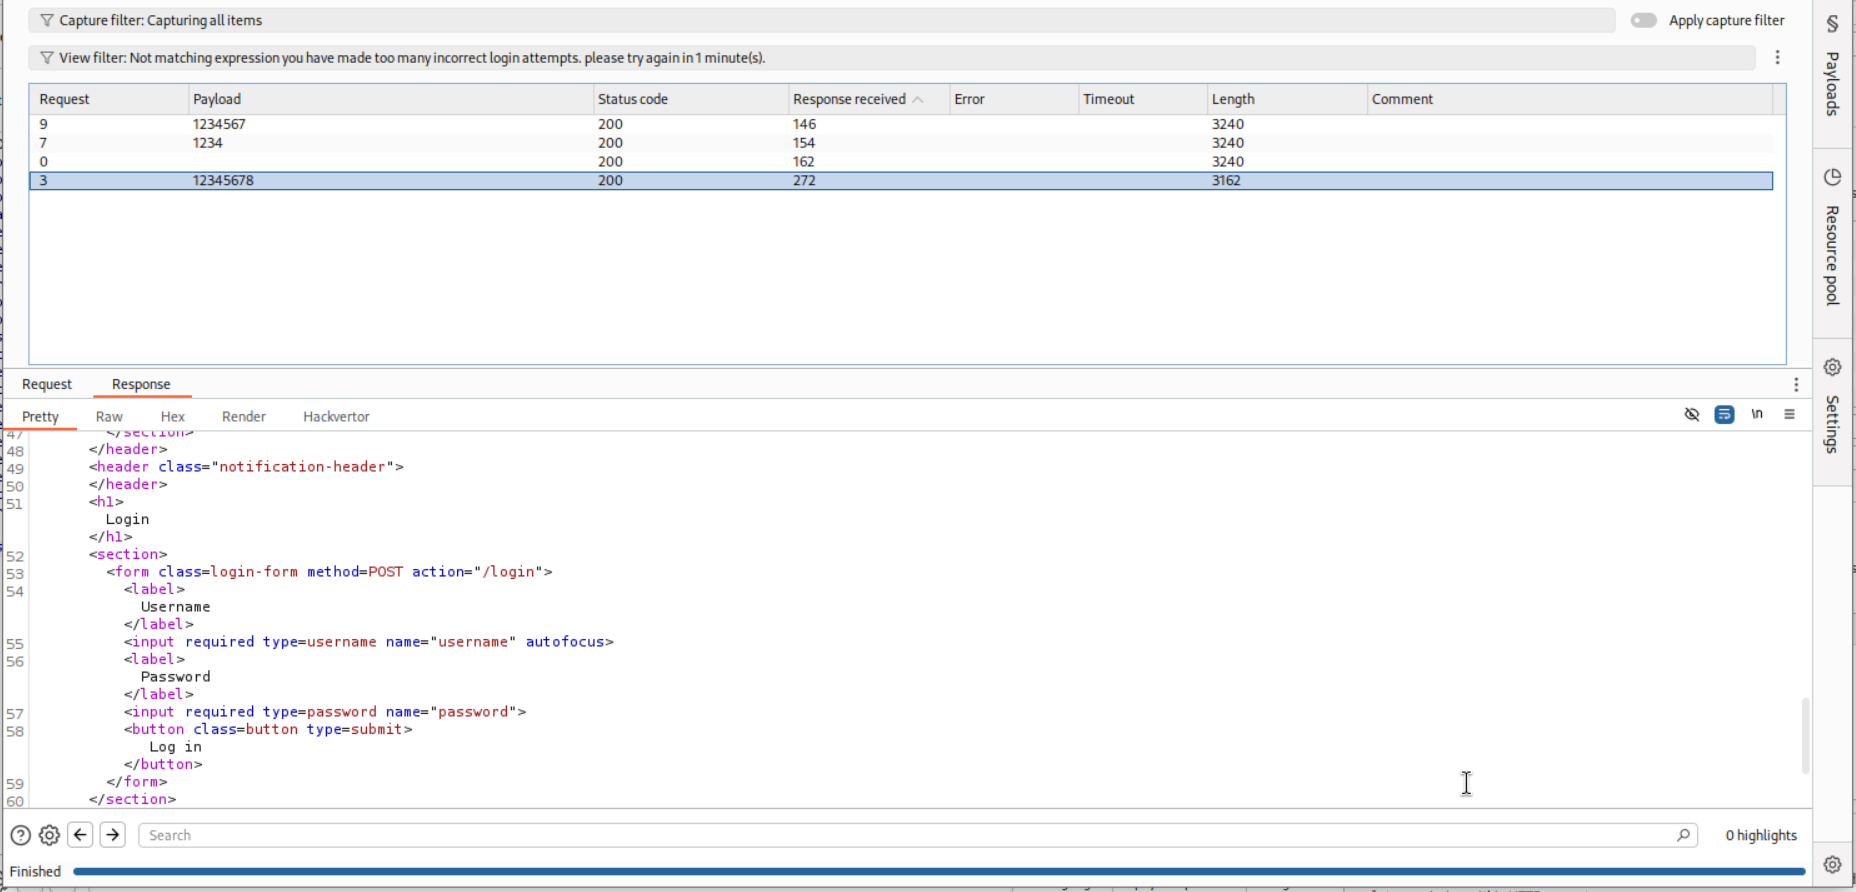 Capture filter: Capturing all items
Apply capture filter
View filter: Not matching expression you have made too many incorrect login attempts. please try again in 1 minute(s).
Request Payload Status code Response received Error Timeout Length Comment
9 1234567 200 146 3240
7 1234 200 154 3240
0 200 162 3240
3 12345678 200 272 3162
Payloads
Resource pool
Settings
Request Response
Pretty Raw Hex Render Hackvertor
\n
47 </section>
48 </header>
49 <header class="notification-header">
50 </header>
51 <h1>
Login
</h1>
52 <section>
53 <form class=login-form method=POST action="/login">
54 <label>
Username
</label>
55 <input required type=username name="username" autofocus>
56 <label>
Password
</label>
57 <input required type=password name="password">
58 <button class=button type=submit>
Log in
</button>
59 </form>
60 </section>
Search
0 highlights
Finished